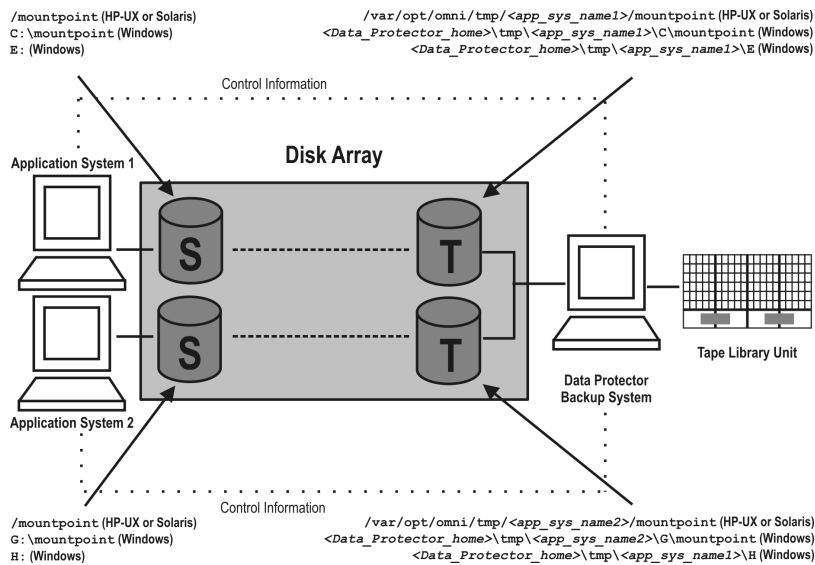 /mountpoint (HP-UX or Solaris)
C:\mountpoint (Windows)
E: (Windows)
/var/opt/omni/tmp/<app_sys_name1>/mountpoint (HP-UX or Solaris)
<Data_Protector_home>\tmp\<app_sys_name1>\C\mountpoint (Windows)
<Data_Protector_home>\tmp\<app_sys_name1>\E (Windows)
Control Information
Application System 1
Disk Array
S
T
S
T
Tape Library Unit
Data Protector
Backup System
Application System 2
Control Information
/mountpoint (HP-UX or Solaris)
G:\mountpoint (Windows)
H: (Windows)
/var/opt/omni/tmp/<app_sys_name2>/mountpoint (HP-UX or Solaris)
<Data_Protector_home>\tmp\<app_sys_name2>\G\mountpoint (Windows)
<Data_Protector_home>\tmp\<app_sys_name1>\H (Windows)